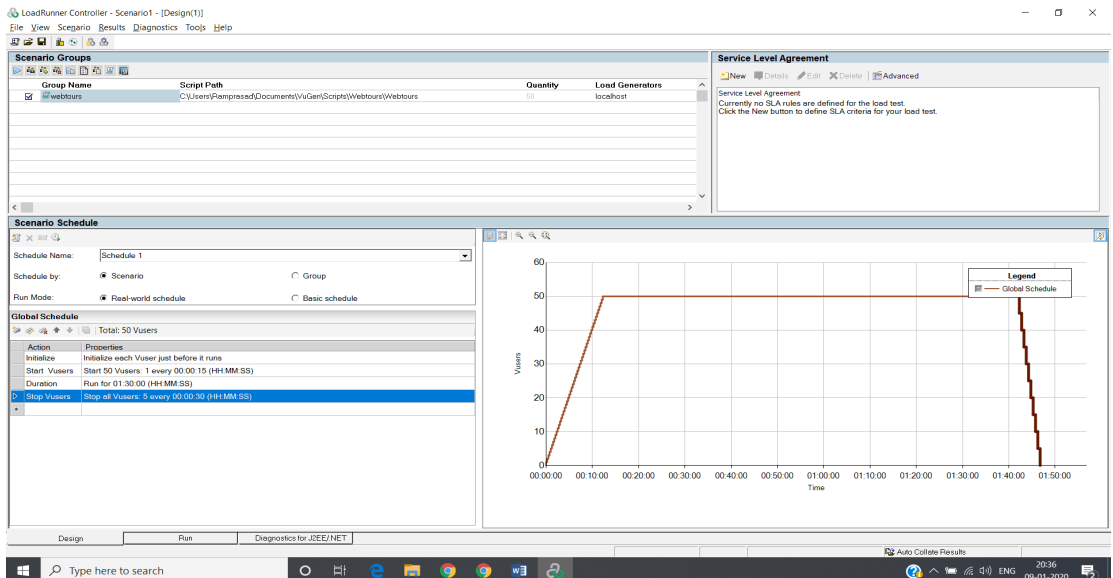 LoadRunner Controller - Scenario1 - [Design(1)]
File View Scenario Results Diagnostics Tools Help
Scenario Groups
Group Name Script Path Quantity Load Generators
webtours C:\Users\Ramprasad\Documents\VuGen\Scripts\Webtours\Webtours 50 localhost
Service Level Agreement
New Details Edit Delete Advanced
Service Level Agreement
Currently no SLA rules are defined for the load test.
Click the New button to define SLA criteria for your load test.
Scenario Schedule
Schedule Name: Schedule 1
Schedule by: Scenario Group
Run Mode: Real-world schedule Basic schedule
Global Schedule
Total: 50 Vusers
Action Properties
Initialize Initialize each Vuser just before it runs
Start Vusers Start 50 Vusers: 1 every 00:00:15 (HH:MM:SS)
Duration Run for 01:30:00 (HH:MM:SS)
Stop Vusers Stop all Vusers: 5 every 00:00:30 (HH:MM:SS)
*
Legend
Global Schedule
60
50
40
30
20
10
0
Vusers
00:00:00 00:10:00 00:20:00 00:30:00 00:40:00 00:50:00 01:00:00 01:10:00 01:20:00 01:30:00 01:40:00 01:50:00
Time
Design Run Diagnostics for J2EE/.NET
Auto Collate Results
Type here to search
ENG
20:36
09-01-2020
2